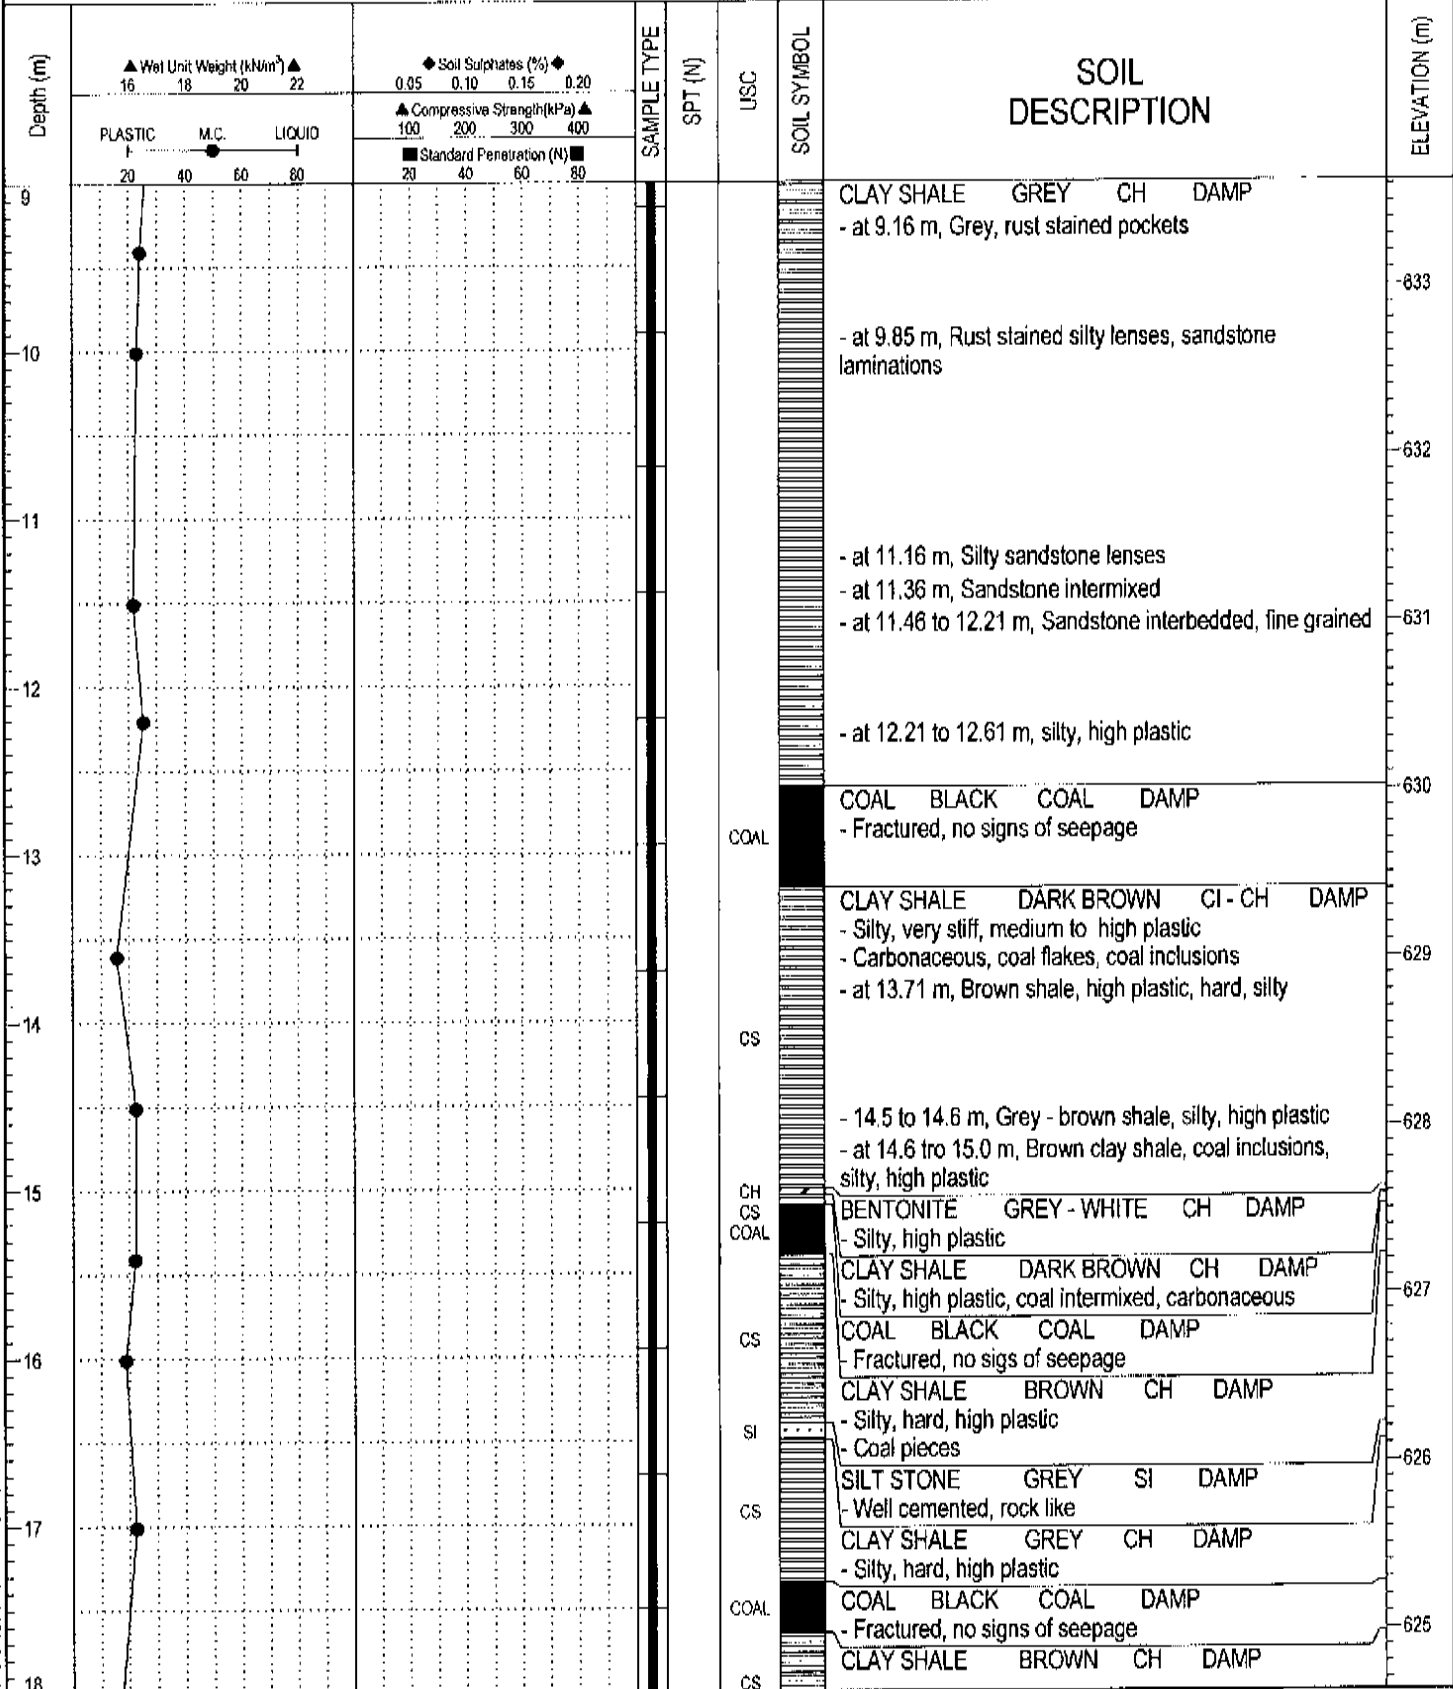 Depth (m)
▲ Wet Unit Weight (kN/m³) ▲
16 18 20 22
PLASTIC M.C. LIQUID
20 40 60 80
◆ Soil Sulphates (%) ◆
0.05 0.10 0.15 0.20
▲ Compressive Strength(kPa) ▲
100 200 300 400
■ Standard Penetration (N) ■
20 40 60 80
SAMPLE TYPE
SPT (N)
USC
SOIL SYMBOL
SOIL
DESCRIPTION
ELEVATION (m)
9
10
11
12
13
14
15
16
17
18
COAL
CS
CH
CS
COAL
CS
SI
CS
COAL
CS
CLAY SHALE GREY CH DAMP
- at 9.16 m, Grey, rust stained pockets
- at 9.85 m, Rust stained silty lenses, sandstone
laminations
- at 11.16 m, Silty sandstone lenses
- at 11.36 m, Sandstone intermixed
- at 11.46 to 12.21 m, Sandstone interbedded, fine grained
- at 12.21 to 12.61 m, silty, high plastic
COAL BLACK COAL DAMP
- Fractured, no signs of seepage
CLAY SHALE DARK BROWN CI - CH DAMP
- Silty, very stiff, medium to high plastic
- Carbonaceous, coal flakes, coal inclusions
- at 13.71 m, Brown shale, high plastic, hard, silty
- 14.5 to 14.6 m, Grey - brown shale, silty, high plastic
- at 14.6 tro 15.0 m, Brown clay shale, coal inclusions,
silty, high plastic
BENTONITE GREY - WHITE CH DAMP
- Silty, high plastic
CLAY SHALE DARK BROWN CH DAMP
- Silty, high plastic, coal intermixed, carbonaceous
COAL BLACK COAL DAMP
- Fractured, no sigs of seepage
CLAY SHALE BROWN CH DAMP
- Silty, hard, high plastic
- Coal pieces
SILT STONE GREY SI DAMP
- Well cemented, rock like
CLAY SHALE GREY CH DAMP
- Silty, hard, high plastic
COAL BLACK COAL DAMP
- Fractured, no signs of seepage
CLAY SHALE BROWN CH DAMP
633
632
631
630
629
628
627
626
625